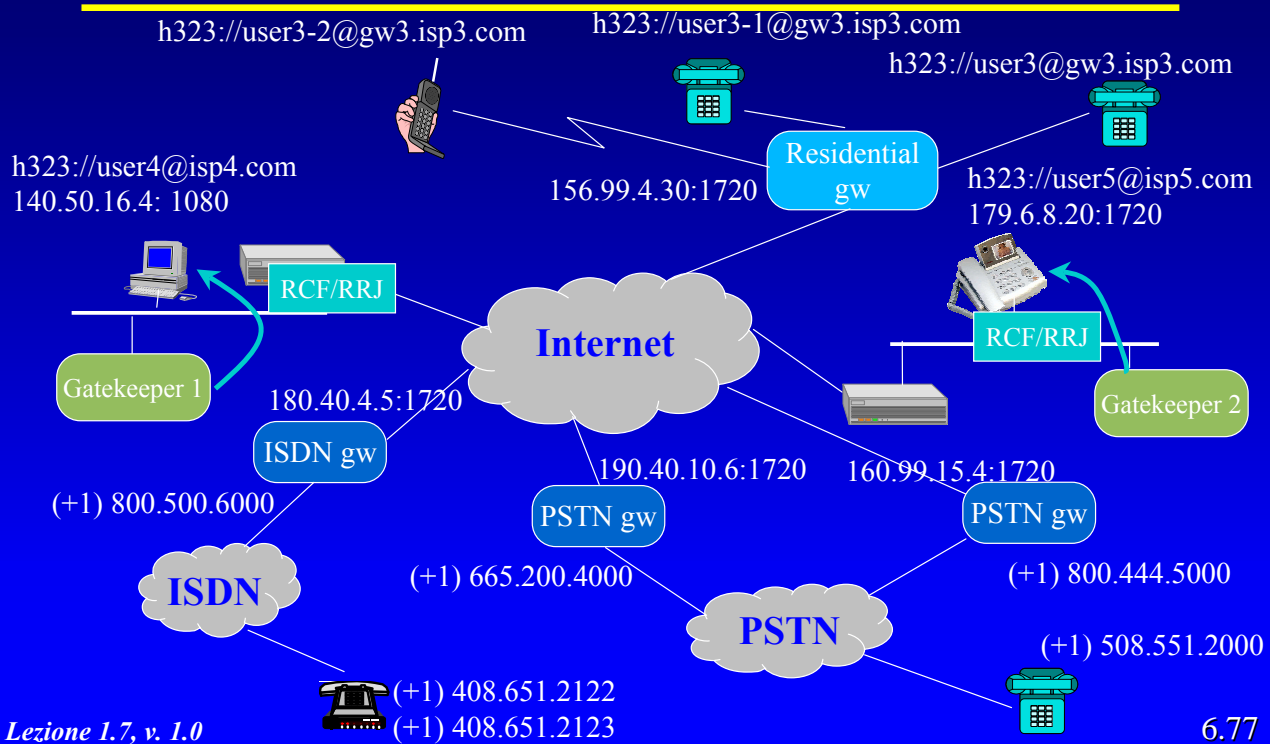 h323://user3-2@gw3.isp3.com
h323://user3-1@gw3.isp3.com
h323://user3@gw3.isp3.com
Residential
gw
156.99.4.30:1720
h323://user4@isp4.com
140.50.16.4: 1080
h323://user5@isp5.com
179.6.8.20:1720
RCF/RRJ
Internet
RCF/RRJ
Gatekeeper 1
Gatekeeper 2
180.40.4.5:1720
ISDN gw
190.40.10.6:1720
160.99.15.4:1720
(+1) 800.500.6000
PSTN gw
PSTN gw
ISDN
(+1) 665.200.4000
(+1) 800.444.5000
PSTN
(+1) 508.551.2000
(+1) 408.651.2122
(+1) 408.651.2123
Lezione 1.7, v. 1.0
6.77